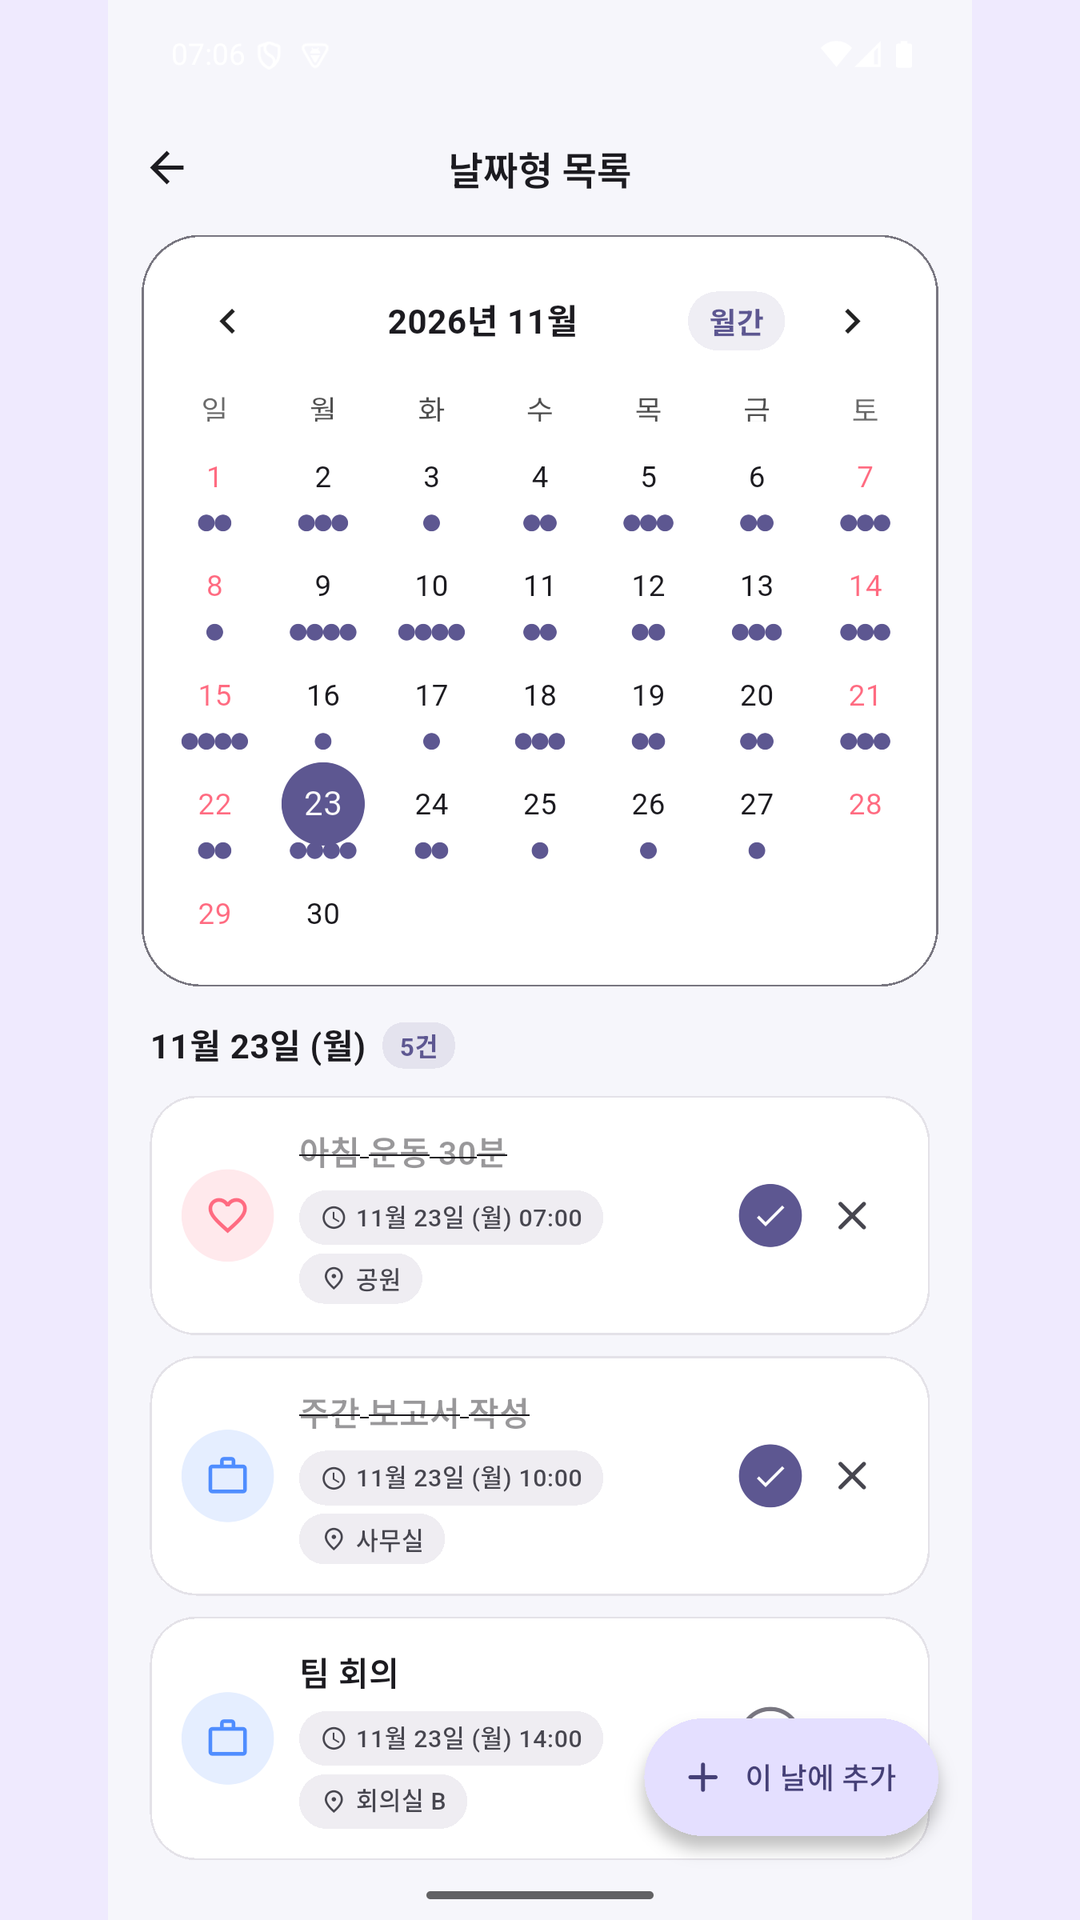 07:06
날짜형 목록
2026년 11월
월간
일 월 화 수 목 금 토
1 2 3 4 5 6 7
8 9 10 11 12 13 14
15 16 17 18 19 20 21
22 23 24 25 26 27 28
29 30
11월 23일 (월) 5건
아침 운동 30분
11월 23일 (월) 07:00
공원
주간 보고서 작성
11월 23일 (월) 10:00
사무실
팀 회의
11월 23일 (월) 14:00
회의실 B
이 날에 추가